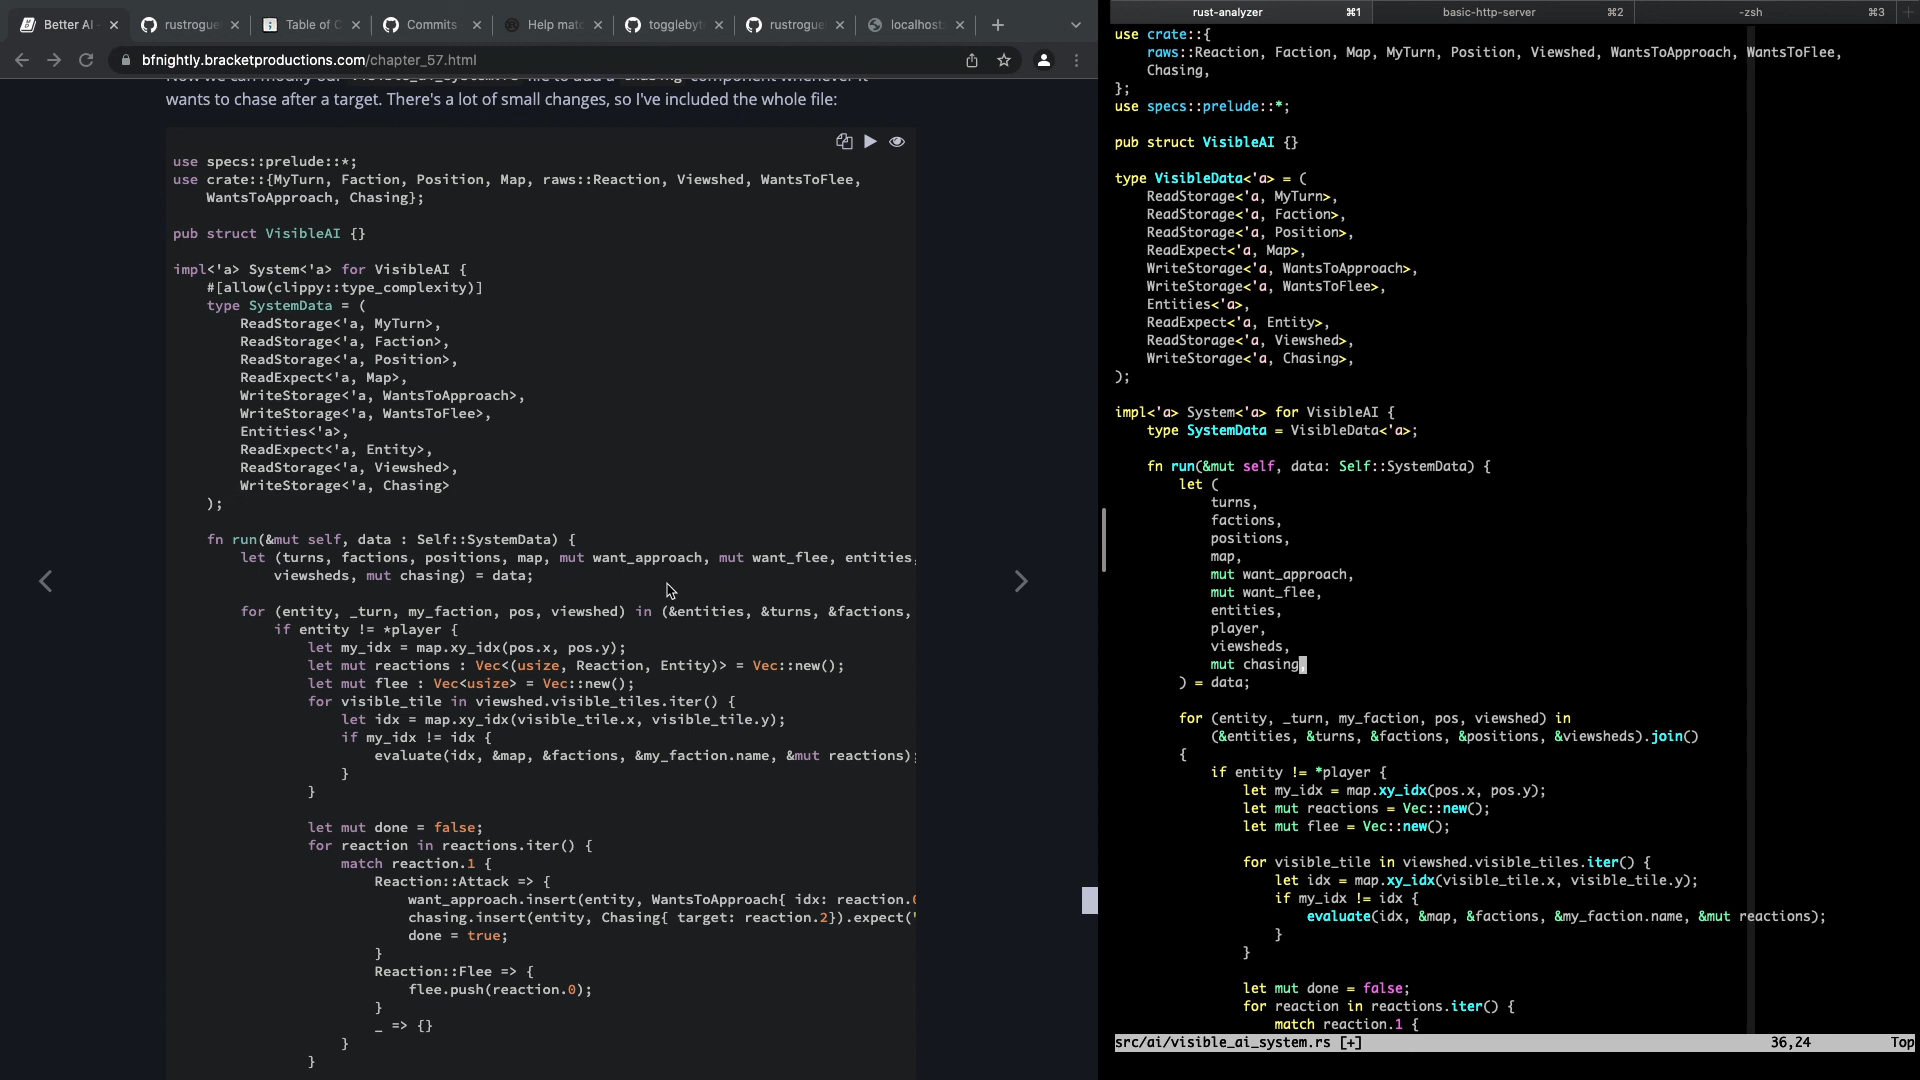 Better AI
rustrogue
Table of C
Commits
Help mat
togglebyt
rustrogue
localhost:
bfnightly.bracketproductions.com/chapter_57.html
wants to chase after a target. There's a lot of small changes, so I've included the whole file:
use specs::prelude::*;
use crate::{MyTurn, Faction, Position, Map, raws::Reaction, Viewshed, WantsToFlee,
WantsToApproach, Chasing};
pub struct VisibleAI {}
impl<'a> System<'a> for VisibleAI {
#[allow(clippy::type_complexity)]
type SystemData = (
ReadStorage<'a, MyTurn>,
ReadStorage<'a, Faction>,
ReadStorage<'a, Position>,
ReadExpect<'a, Map>,
WriteStorage<'a, WantsToApproach>,
WriteStorage<'a, WantsToFlee>,
Entities<'a>,
ReadExpect<'a, Entity>,
ReadStorage<'a, Viewshed>,
WriteStorage<'a, Chasing>
);
fn run(&mut self, data : Self::SystemData) {
let (turns, factions, positions, map, mut want_approach, mut want_flee, entities,
viewsheds, mut chasing) = data;
for (entity, _turn, my_faction, pos, viewshed) in (&entities, &turns, &factions,
if entity != *player {
let my_idx = map.xy_idx(pos.x, pos.y);
let mut reactions : Vec<(usize, Reaction, Entity)> = Vec::new();
let mut flee : Vec<usize> = Vec::new();
for visible_tile in viewshed.visible_tiles.iter() {
let idx = map.xy_idx(visible_tile.x, visible_tile.y);
if my_idx != idx {
evaluate(idx, &map, &factions, &my_faction.name, &mut reactions);
}
}
let mut done = false;
for reaction in reactions.iter() {
match reaction.1 {
Reaction::Attack => {
want_approach.insert(entity, WantsToApproach{ idx: reaction.0
chasing.insert(entity, Chasing{ target: reaction.2}).expect("
done = true;
}
Reaction::Flee => {
flee.push(reaction.0);
}
_ => {}
}
}
rust-analyzer ⌘1
basic-http-server ⌘2
-zsh ⌘3
use crate::{
raws::Reaction, Faction, Map, MyTurn, Position, Viewshed, WantsToApproach, WantsToFlee,
Chasing,
};
use specs::prelude::*;
pub struct VisibleAI {}
type VisibleData<'a> = (
ReadStorage<'a, MyTurn>,
ReadStorage<'a, Faction>,
ReadStorage<'a, Position>,
ReadExpect<'a, Map>,
WriteStorage<'a, WantsToApproach>,
WriteStorage<'a, WantsToFlee>,
Entities<'a>,
ReadExpect<'a, Entity>,
ReadStorage<'a, Viewshed>,
WriteStorage<'a, Chasing>,
);
impl<'a> System<'a> for VisibleAI {
type SystemData = VisibleData<'a>;
fn run(&mut self, data: Self::SystemData) {
let (
turns,
factions,
positions,
map,
mut want_approach,
mut want_flee,
entities,
player,
viewsheds,
mut chasing,
) = data;
for (entity, _turn, my_faction, pos, viewshed) in
(&entities, &turns, &factions, &positions, &viewsheds).join()
{
if entity != *player {
let my_idx = map.xy_idx(pos.x, pos.y);
let mut reactions = Vec::new();
let mut flee = Vec::new();
for visible_tile in viewshed.visible_tiles.iter() {
let idx = map.xy_idx(visible_tile.x, visible_tile.y);
if my_idx != idx {
evaluate(idx, &map, &factions, &my_faction.name, &mut reactions);
}
}
let mut done = false;
for reaction in reactions.iter() {
match reaction.1 {
src/ai/visible_ai_system.rs [+] 36,24 Top